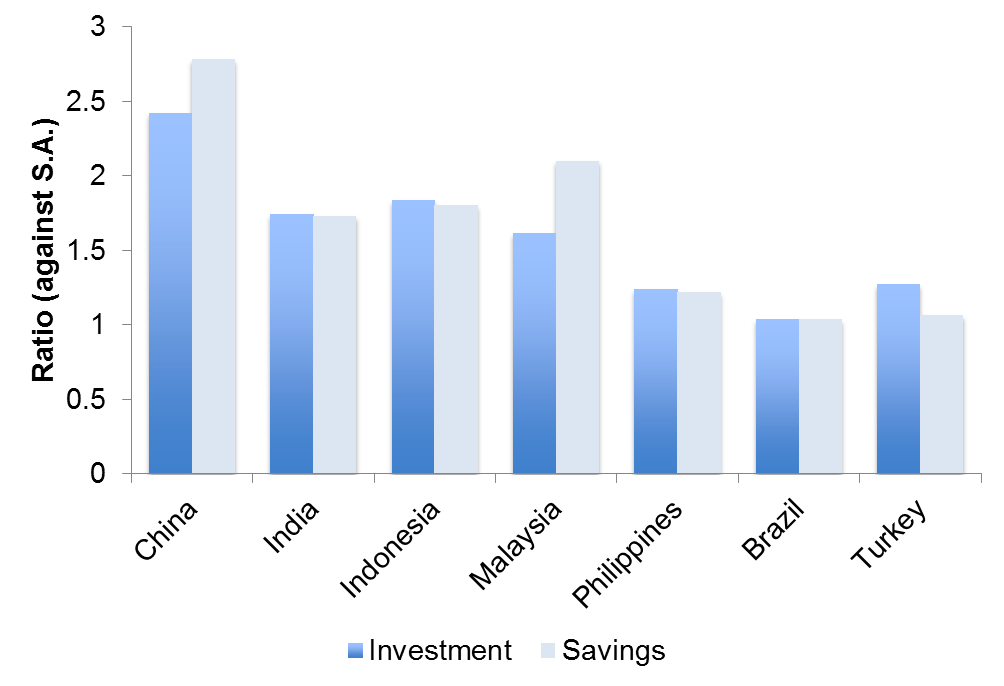 Ratio (against S.A.)
3
2.5
2
1.5
1
0.5
0
China
India
Indonesia
Malaysia
Philippines
Brazil
Turkey
Investment
Savings